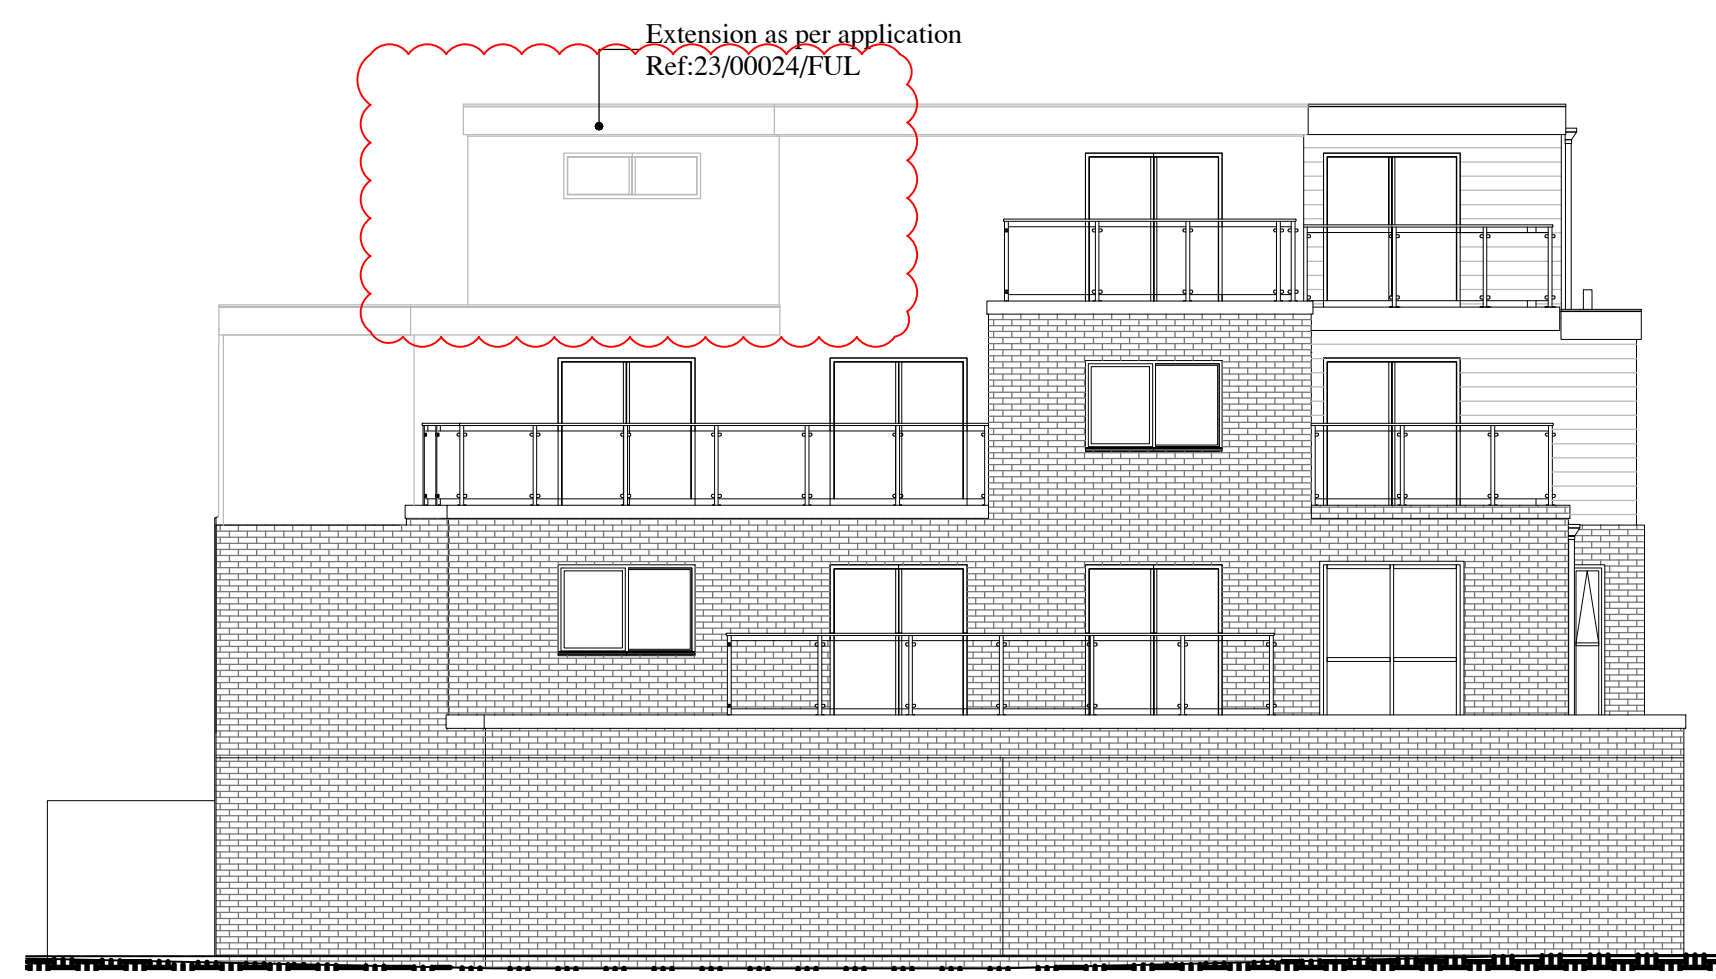 Extension as per application
Ref:23/00024/FUL